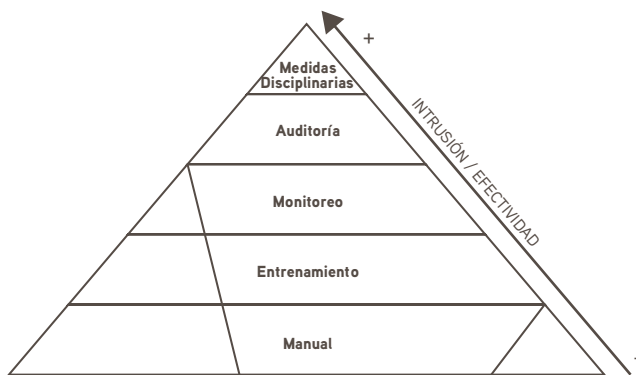 +
Medidas
Disciplinarias
Auditoría
INTRUSIÓN / EFECTIVIDAD
Monitoreo
Entrenamiento
Manual
-